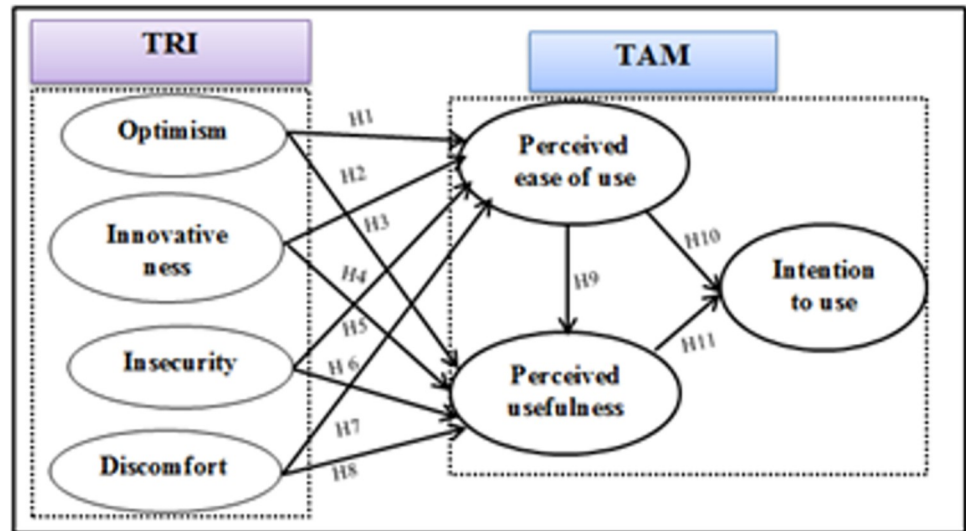 TRI
TAM
Optimism
Innovative
ness
Insecurity
Discomfort
H1
H2
H3
H4
H5
H 6
H7
H8
Perceived
ease of use
H9
H10
H11
Perceived
usefulness
Intention
to use